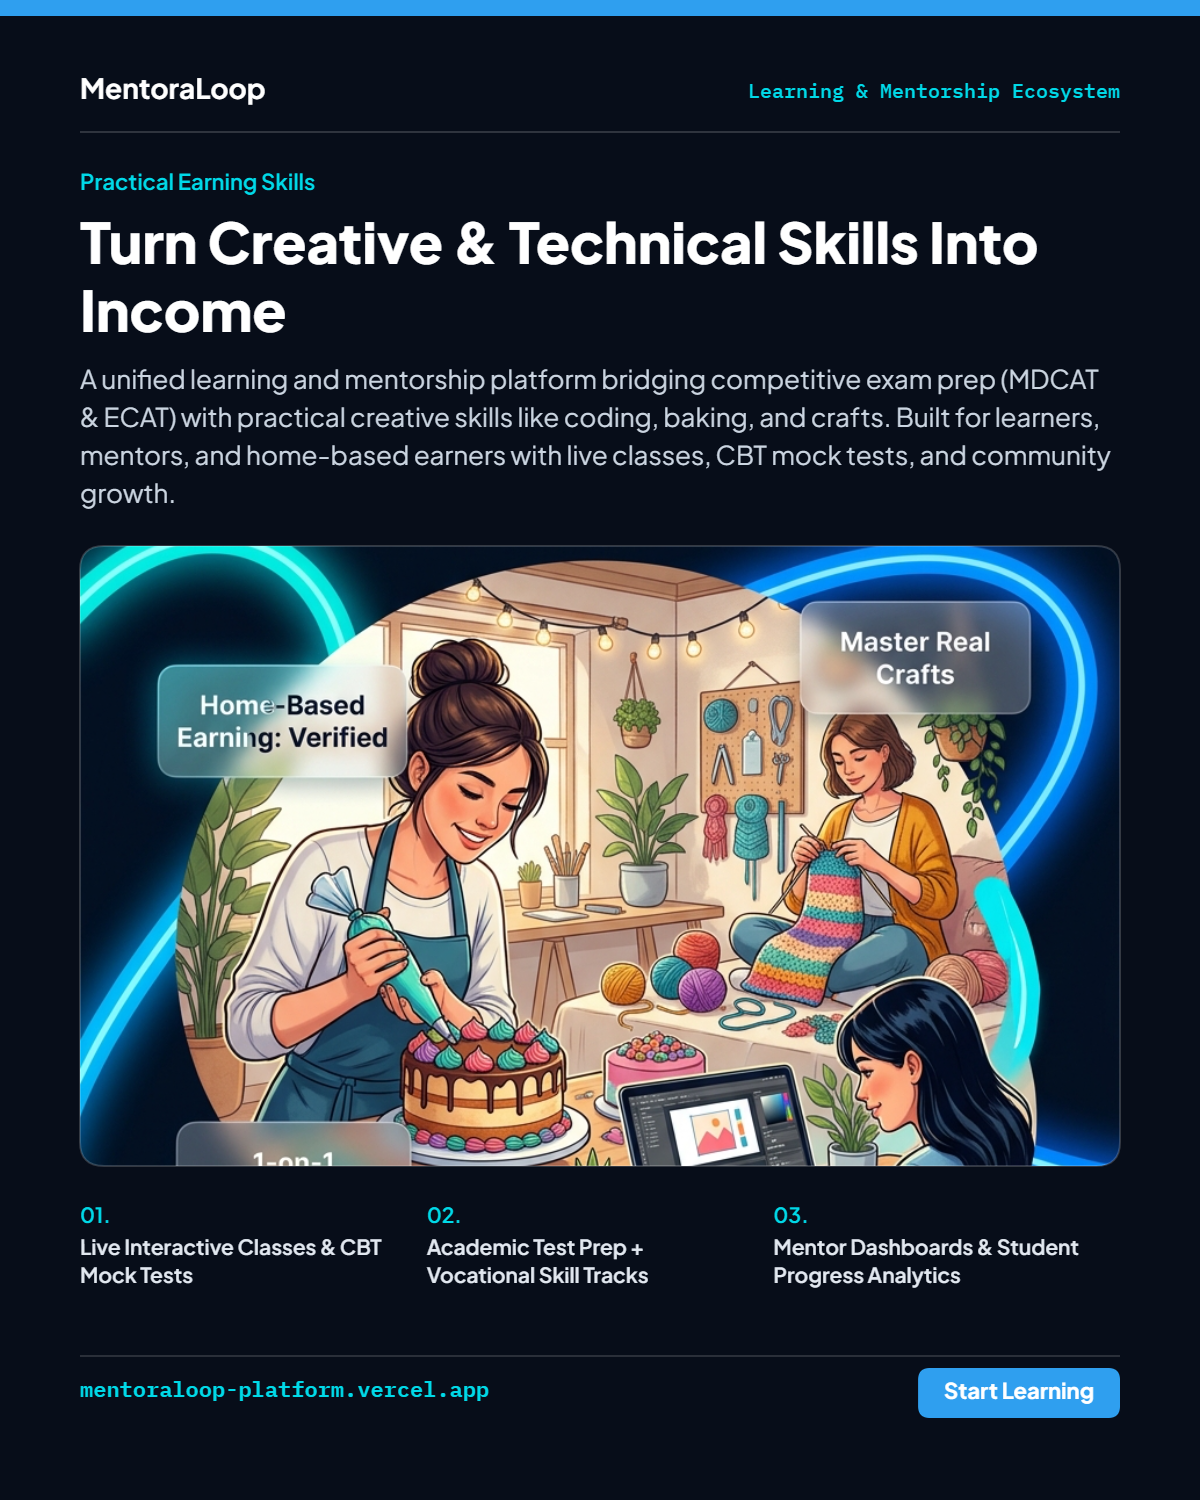 MentoraLoop
Learning & Mentorship Ecosystem
Practical Earning Skills
Turn Creative & Technical Skills Into
Income
A unified learning and mentorship platform bridging competitive exam prep (MDCAT
& ECAT) with practical creative skills like coding, baking, and crafts. Built for learners,
mentors, and home-based earners with live classes, CBT mock tests, and community
growth.
Master Real
Crafts
Home-Based
Earning: Verified
1-on-1
01.
Live Interactive Classes & CBT
Mock Tests
02.
Academic Test Prep +
Vocational Skill Tracks
03.
Mentor Dashboards & Student
Progress Analytics
mentoraloop-platform.vercel.app
Start Learning